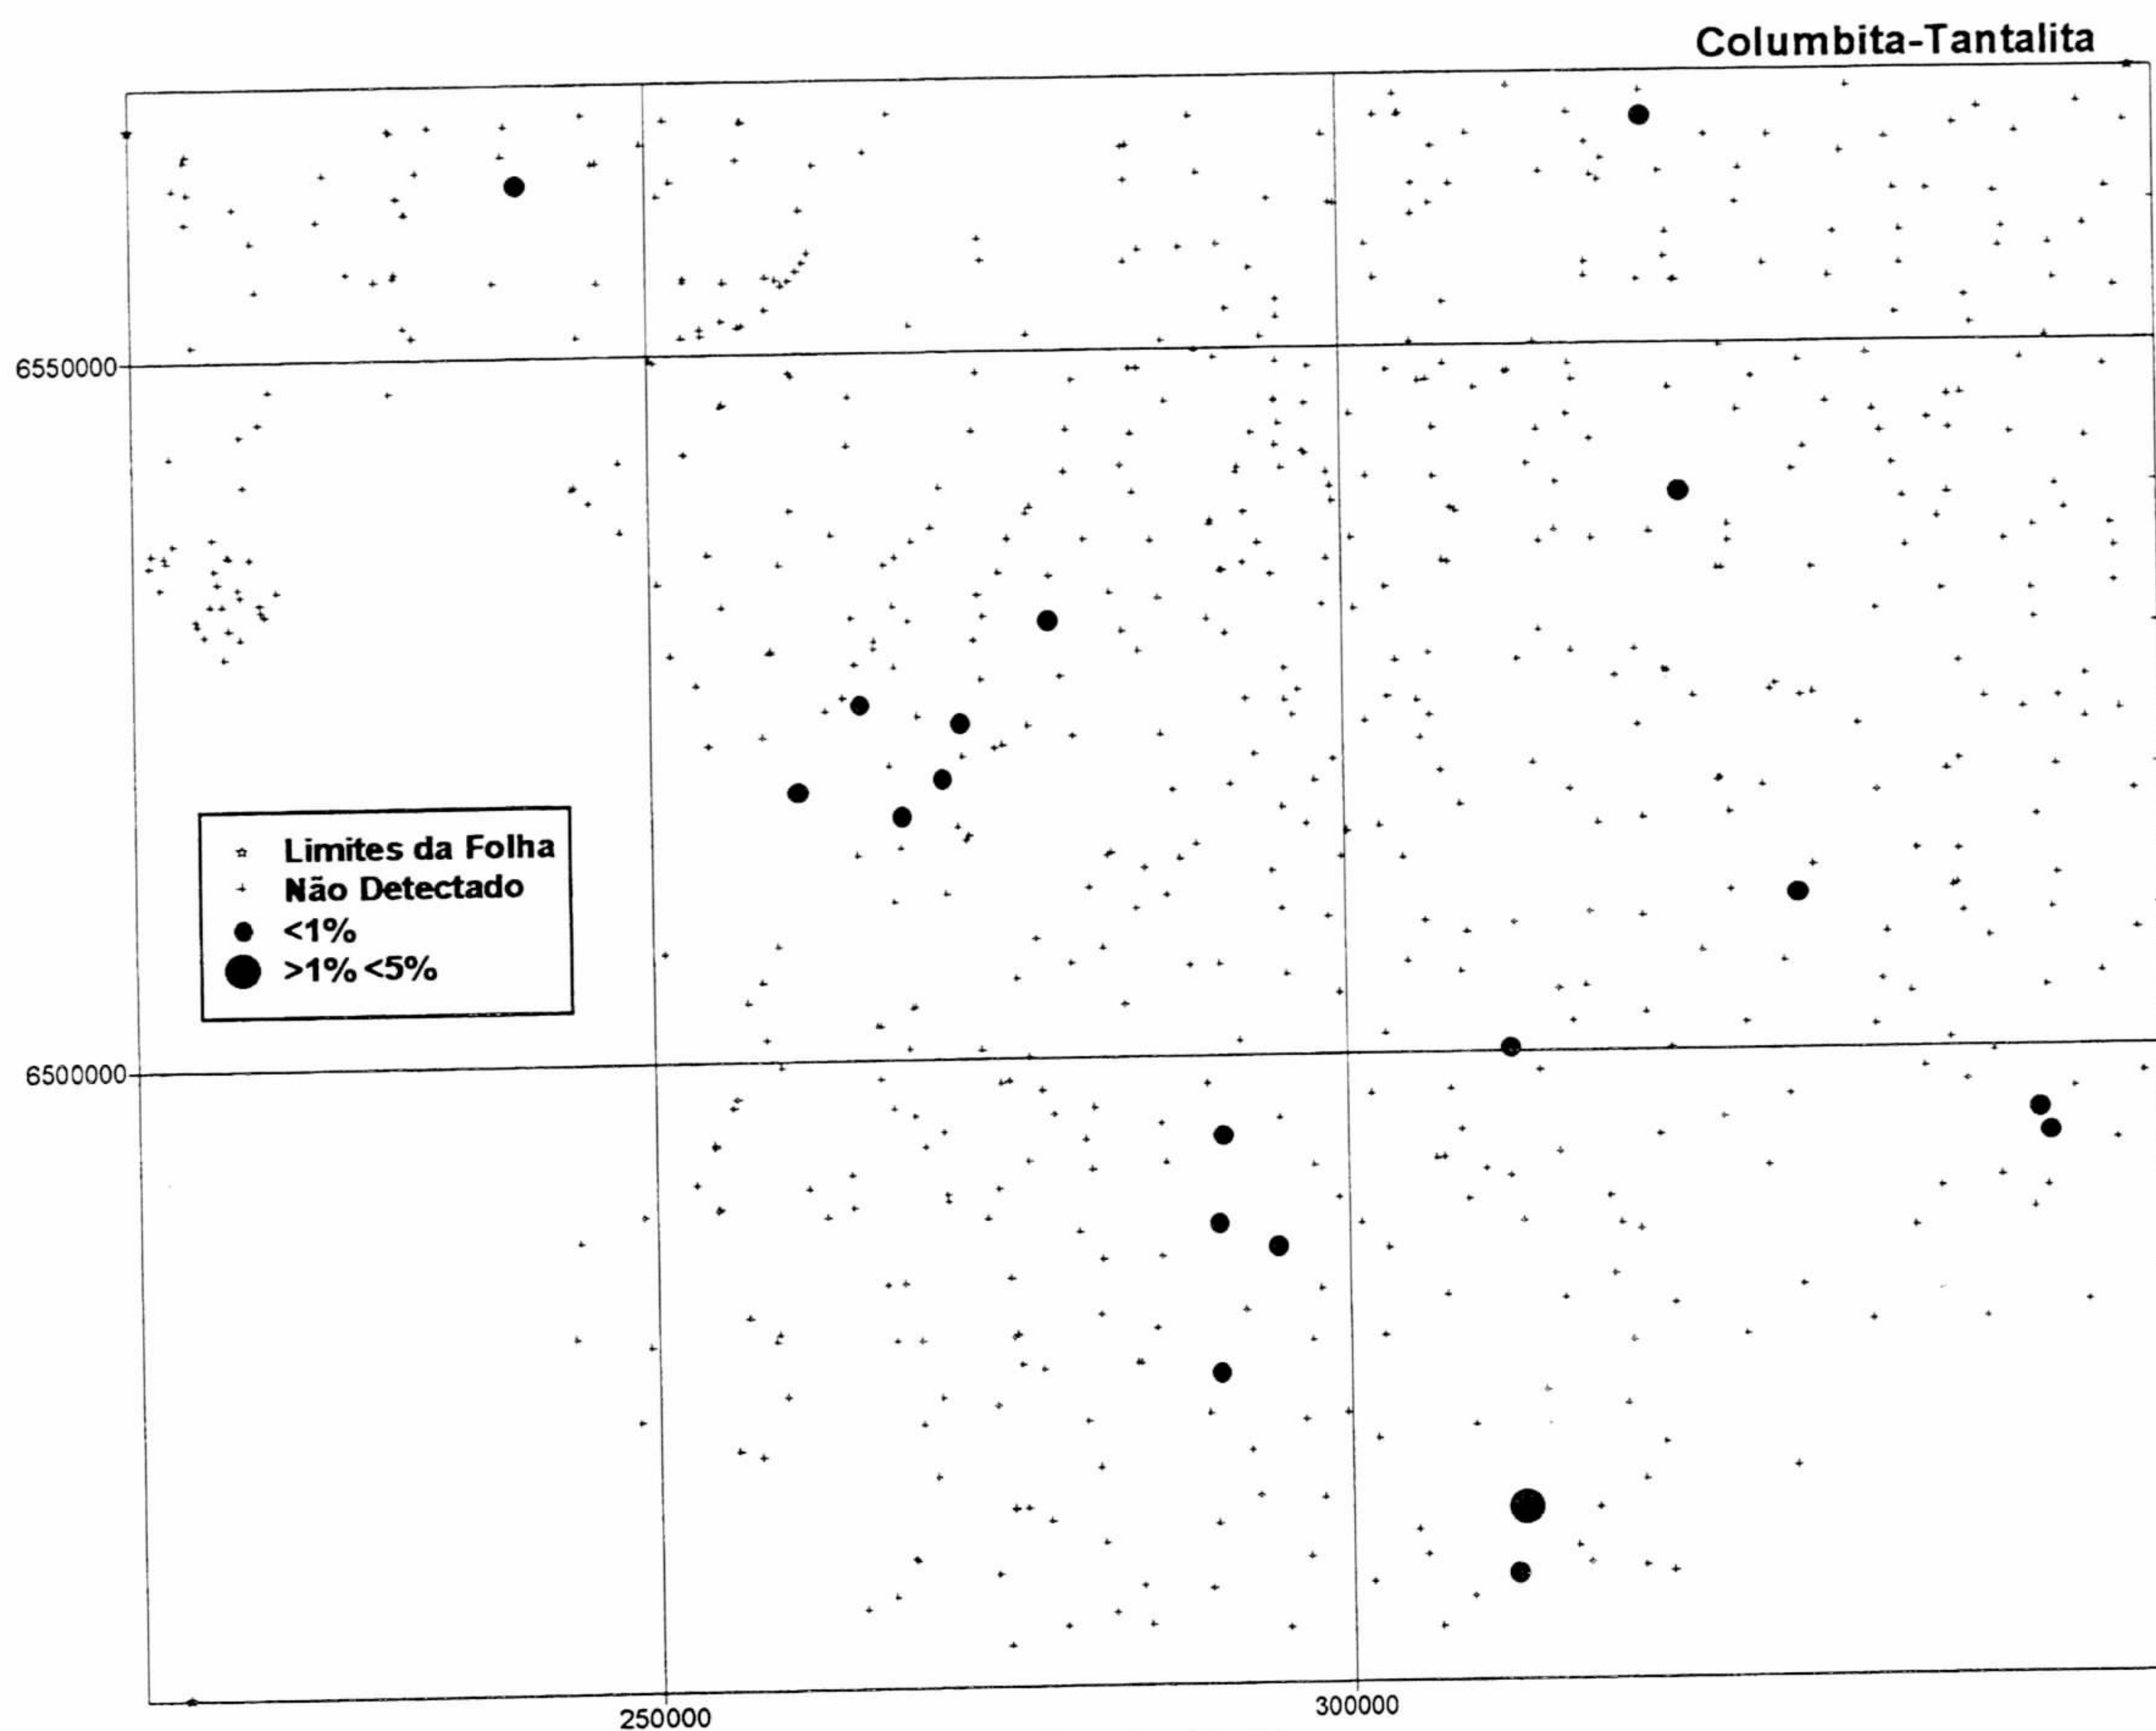 Columbita-Tantalita
6550000
Limites da Folha
Não Detectado
<1%
>1% <5%
6500000
250000
300000